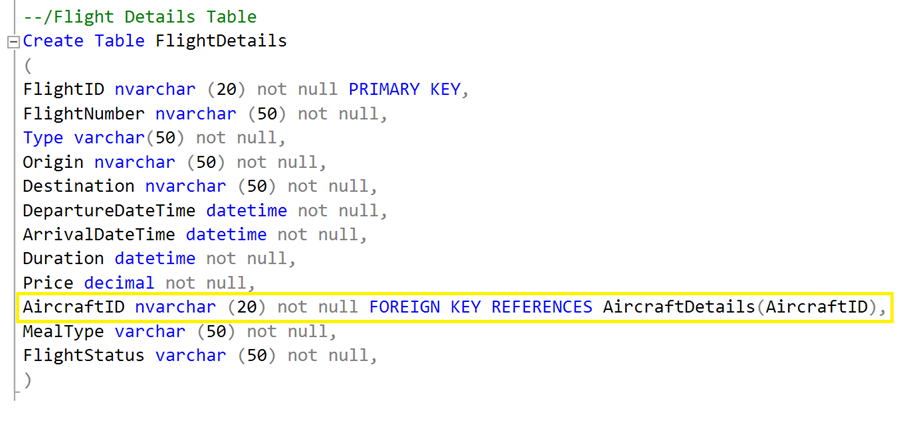 --/Flight Details Table
Create Table FlightDetails
(
FlightID nvarchar (20) not null PRIMARY KEY,
FlightNumber nvarchar (50) not null,
Type varchar(50) not null,
Origin nvarchar (50) not null,
Destination nvarchar (50) not null,
DepartureDateTime datetime not null,
ArrivalDateTime datetime not null,
Duration datetime not null,
Price decimal not null,
AircraftID nvarchar (20) not null FOREIGN KEY REFERENCES AircraftDetails(AircraftID),
MealType varchar (50) not null,
FlightStatus varchar (50) not null,
)